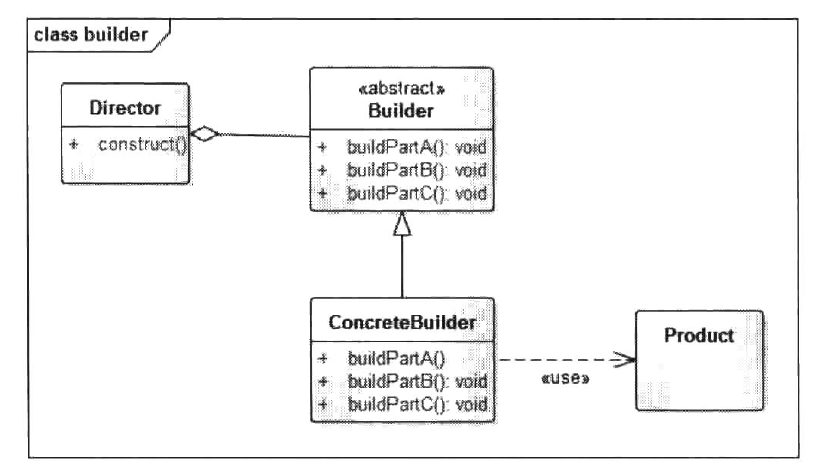 class builder
Director
+ construct()
«abstract»
Builder
+ buildPartA(): void
+ buildPartB(): void
+ buildPartC(): void
ConcreteBuilder
+ buildPartA()
+ buildPartB(): void
+ buildPartC(): void
«use»
Product